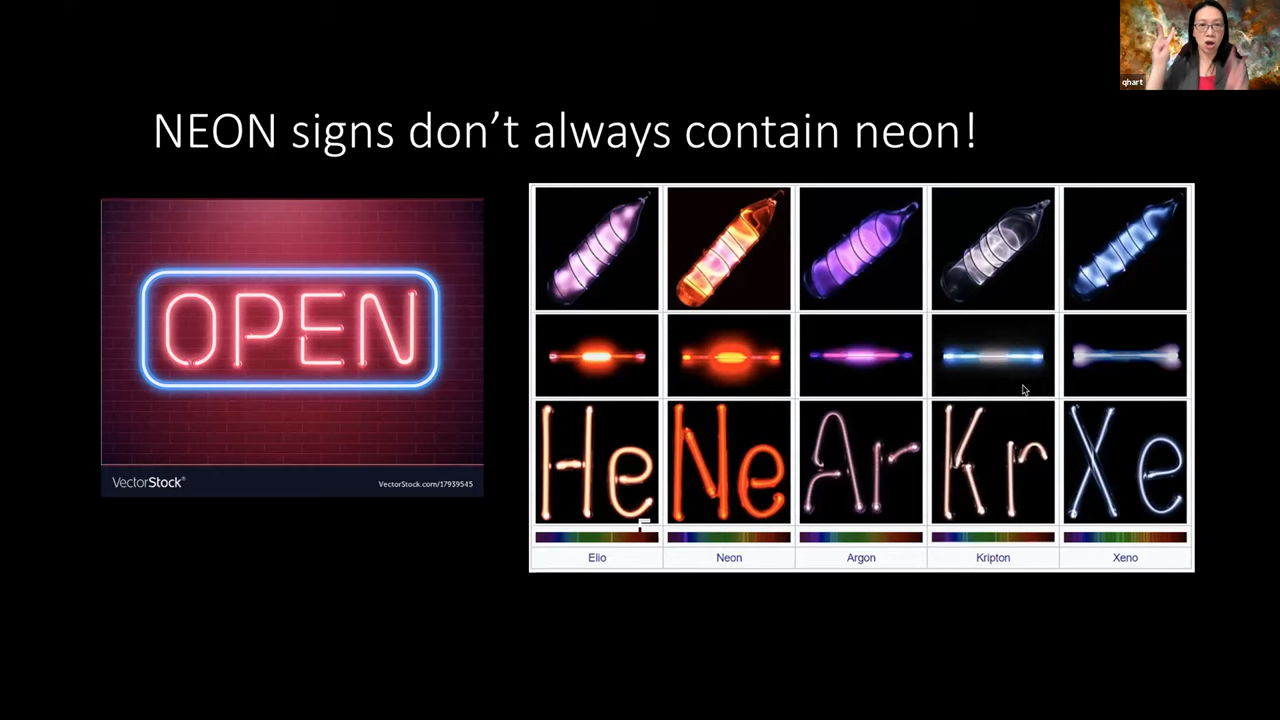 qhart
NEON signs don't always contain neon!
OPEN
VectorStock®
VectorStock.com/17939545
He Ne Ar Kr Xe
Elio Neon Argon Kripton Xeno